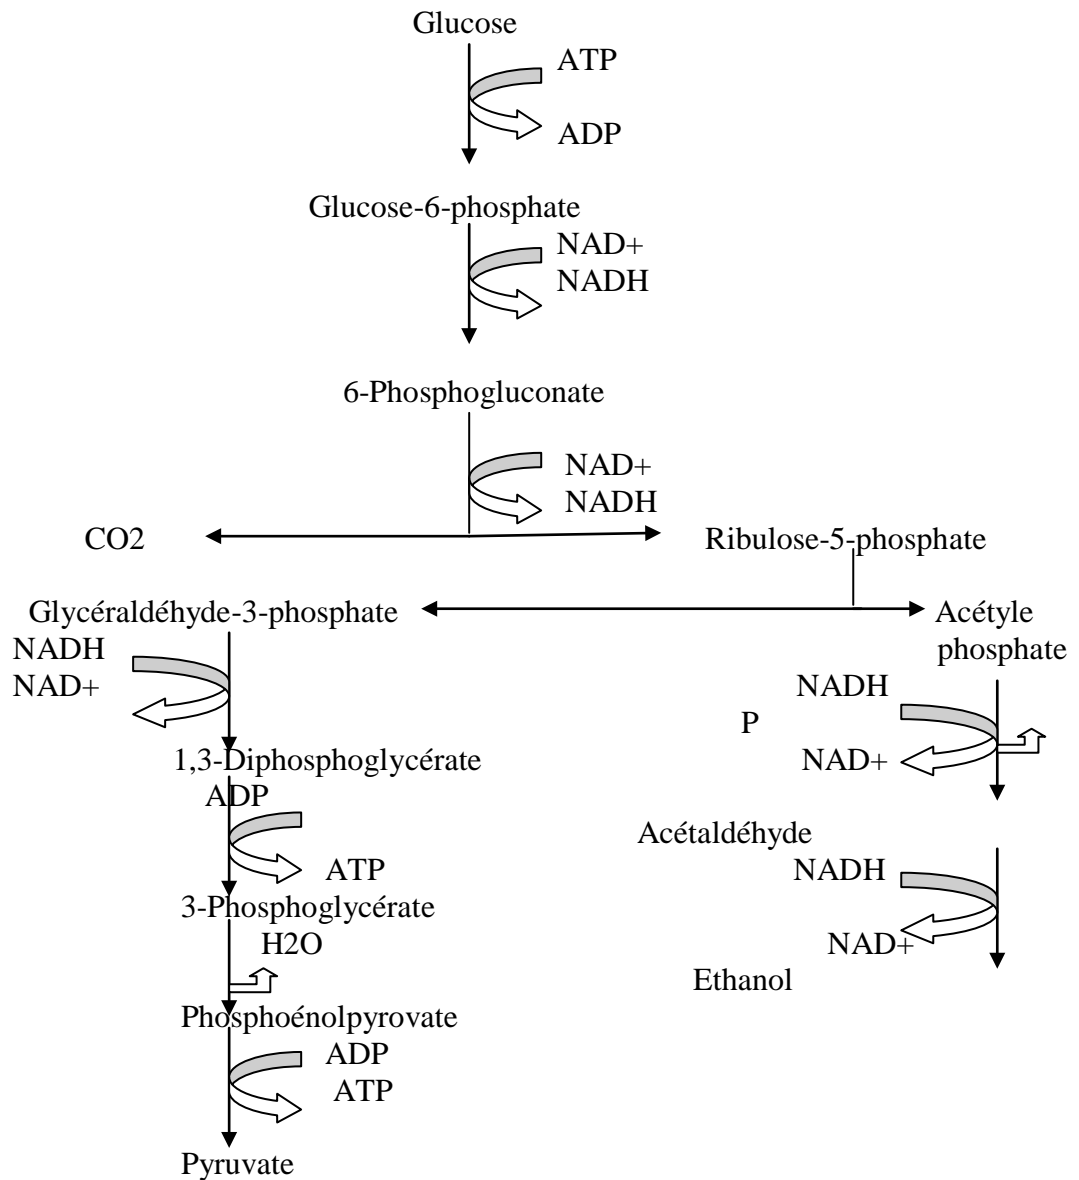 Glucose
ATP
ADP
Glucose-6-phosphate
NAD+
NADH
6-Phosphogluconate
NAD+
NADH
CO2
Ribulose-5-phosphate
Glycéraldéhyde-3-phosphate
Acétyle
phosphate
NADH
NAD+
NADH
P
NAD+
1,3-Diphosphoglycérate
ADP
ATP
Acétaldéhyde
NADH
3-Phosphoglycérate
H2O
NAD+
Ethanol
Phosphoénolpyrovate
ADP
ATP
Pyruvate